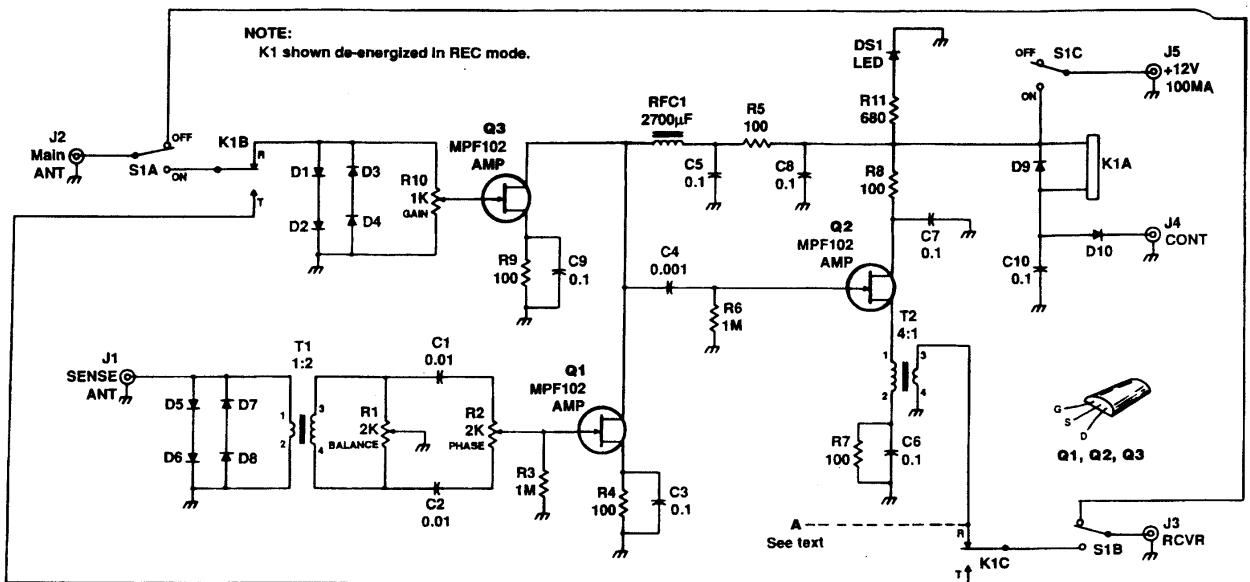 NOTE:
K1 shown de-energized in REC mode.
J2
Main
ANT
S1A
OFF
ON
K1B
R
T
D1
D2
D3
D4
R10
1K
GAIN
Q3
MPF102
AMP
R9
100
C9
0.1
RFC1
2700µF
C5
0.1
R5
100
C8
0.1
DS1
LED
R11
680
R8
100
C7
0.1
OFF
S1C
ON
J5
+12V
100MA
D9
K1A
J4
CONT
D10
C10
0.1
Q2
MPF102
AMP
C4
0.001
R6
1M
T2
4:1
1
2
3
4
R7
100
C6
0.1
J1
SENSE
ANT
D5
D6
D7
D8
T1
1:2
1
2
3
4
C1
0.01
R1
2K
BALANCE
R2
2K
PHASE
C2
0.01
Q1
MPF102
AMP
R3
1M
R4
100
C3
0.1
G
S
D
Q1, Q2, Q3
A
See text
R
T
K1C
S1B
J3
RCVR